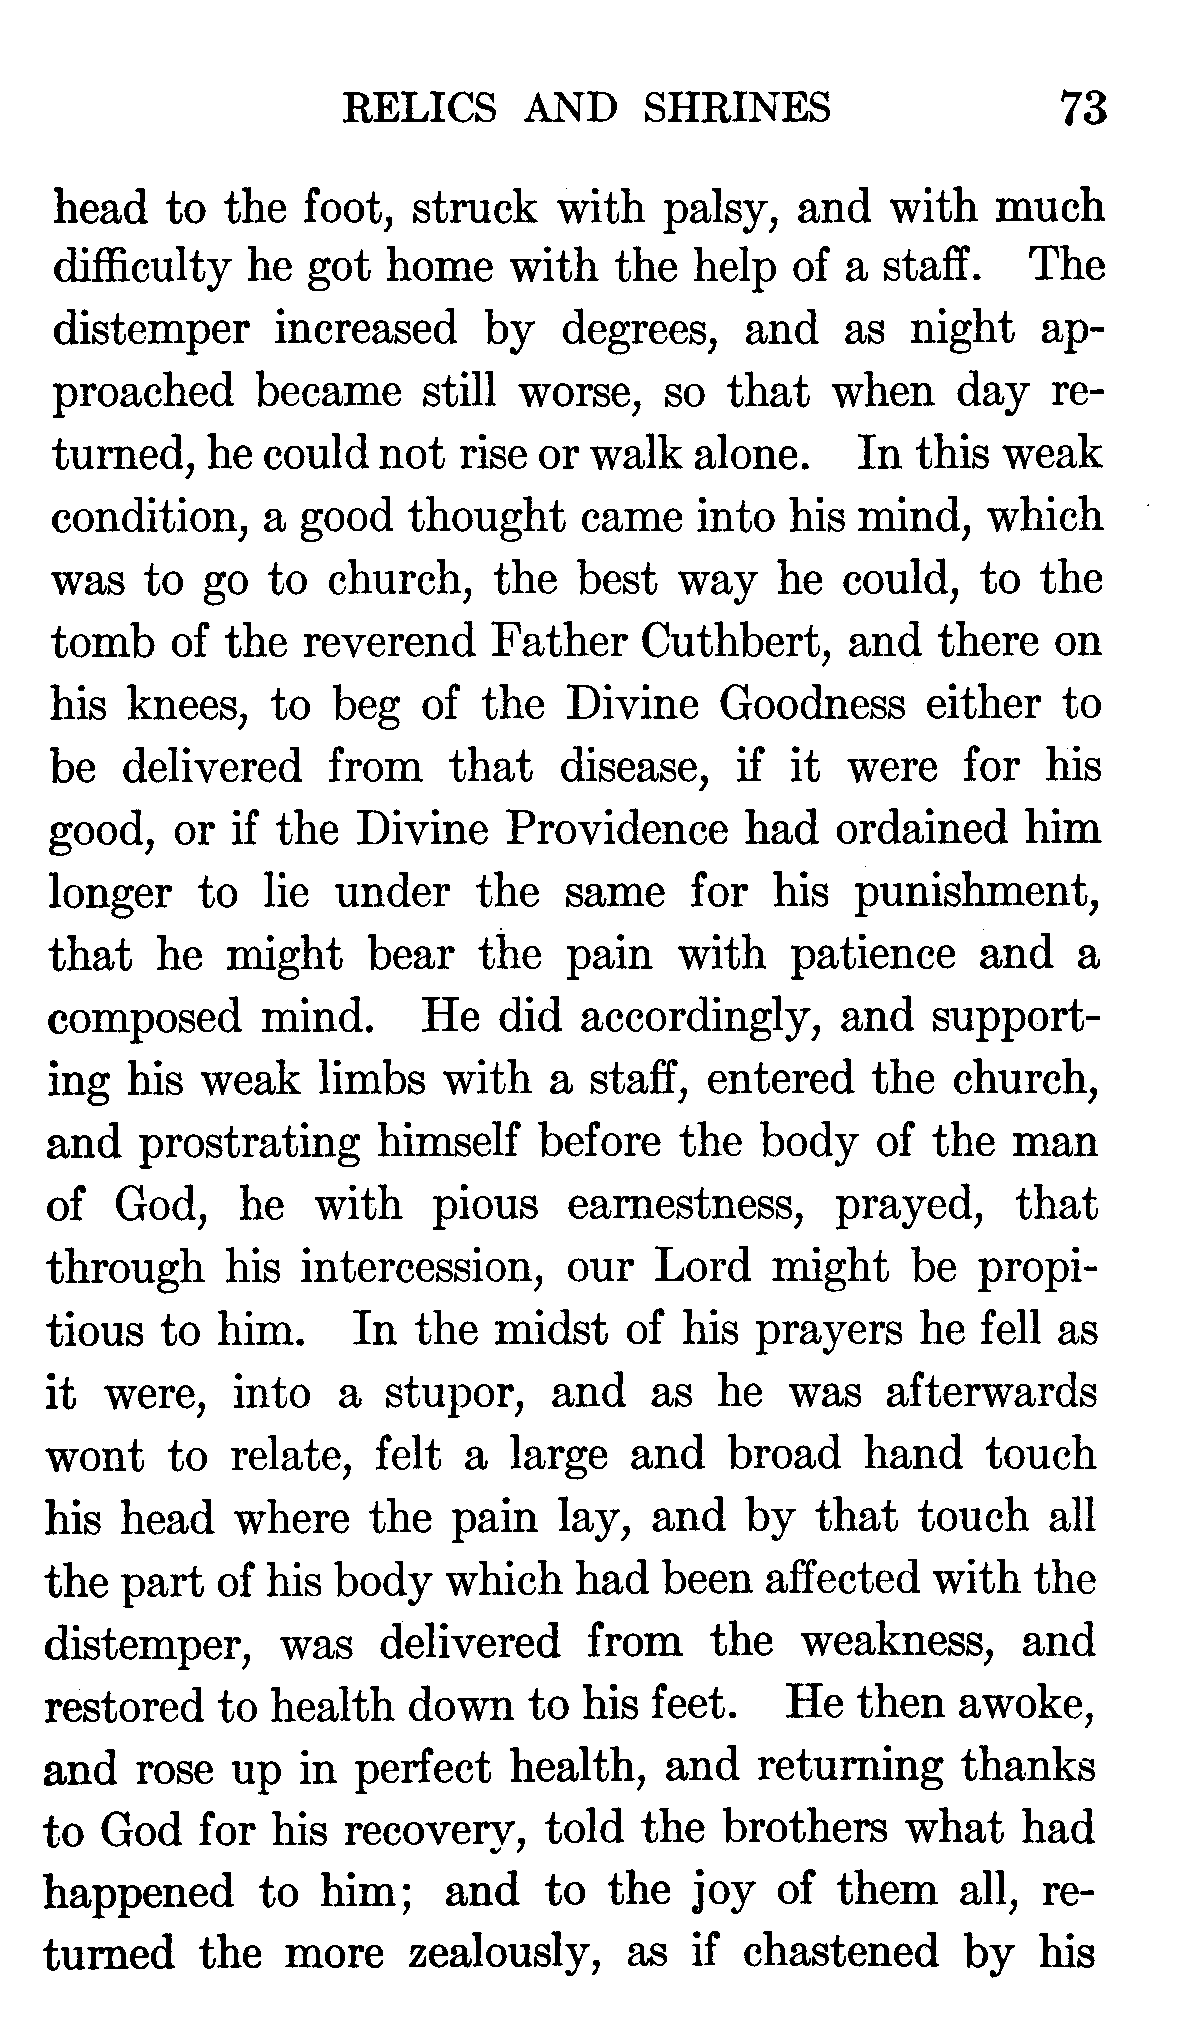 RELICS AND SHRINES 73
head to the foot, struck with palsy, and with much
difficulty he got home with the help of a staff. The
distemper increased by degrees, and as night ap-
proached became still worse, so that when day re-
turned, he could not rise or walk alone. In this weak
condition, a good thought came into his mind, which
was to go to church, the best way he could, to the
tomb of the reverend Father Cuthbert, and there on
his knees, to beg of the Divine Goodness either to
be delivered from that disease, if it were for his
good, or if the Divine Providence had ordained him
longer to lie under the same for his punishment,
that he might bear the pain with patience and a
composed mind. He did accordingly, and support-
ing his weak limbs with a staff, entered the church,
and prostrating himself before the body of the man
of God, he with pious earnestness, prayed, that
through his intercession, our Lord might be propi-
tious to him. In the midst of his prayers he fell as
it were, into a stupor, and as he was afterwards
wont to relate, felt a large and broad hand touch
his head where the pain lay, and by that touch all
the part of his body which had been affected with the
distemper, was delivered from the weakness, and
restored to health down to his feet. He then awoke,
and rose up in perfect health, and returning thanks
to God for his recovery, told the brothers what had
happened to him; and to the joy of them all, re-
turned the more zealously, as if chastened by his